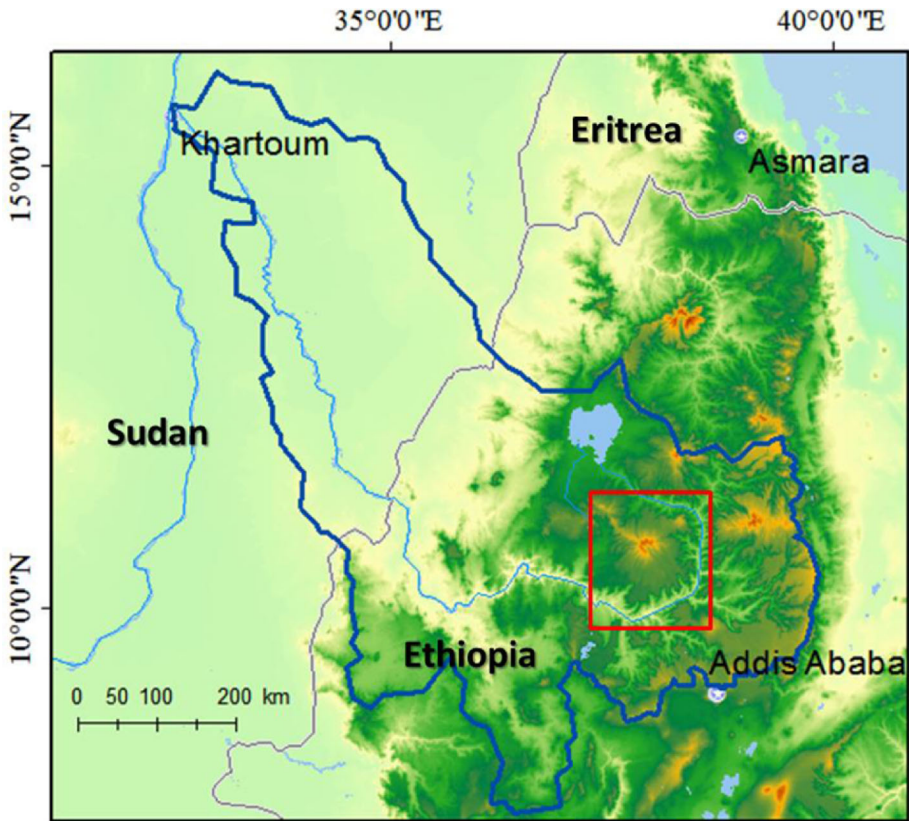 35°0'0"E 40°0'0"E
15°0'0"N
10°0'0"N
Eritrea
Khartoum
Asmara
Sudan
Ethiopia
Addis Ababa
0 50 100 200 km